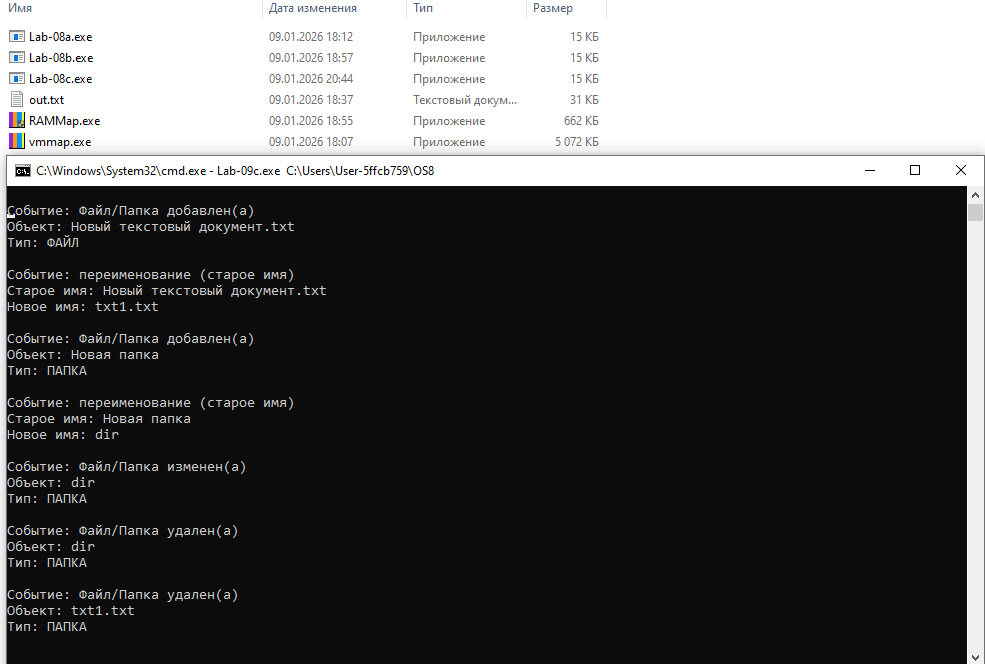 Имя Дата изменения Тип Размер
Lab-08a.exe 09.01.2026 18:12 Приложение 15 КБ
Lab-08b.exe 09.01.2026 18:57 Приложение 15 КБ
Lab-08c.exe 09.01.2026 20:44 Приложение 15 КБ
out.txt 09.01.2026 18:37 Текстовый докум... 31 КБ
RAMMap.exe 09.01.2026 18:55 Приложение 662 КБ
vmmap.exe 09.01.2026 18:07 Приложение 5 072 КБ
C:\Windows\System32\cmd.exe - Lab-09c.exe C:\Users\User-5ffcb759\OS8
Событие: Файл/Папка добавлен(а)
Объект: Новый текстовый документ.txt
Тип: ФАЙЛ
Событие: переименование (старое имя)
Старое имя: Новый текстовый документ.txt
Новое имя: txt1.txt
Событие: Файл/Папка добавлен(а)
Объект: Новая папка
Тип: ПАПКА
Событие: переименование (старое имя)
Старое имя: Новая папка
Новое имя: dir
Событие: Файл/Папка изменен(а)
Объект: dir
Тип: ПАПКА
Событие: Файл/Папка удален(а)
Объект: dir
Тип: ПАПКА
Событие: Файл/Папка удален(а)
Объект: txt1.txt
Тип: ПАПКА